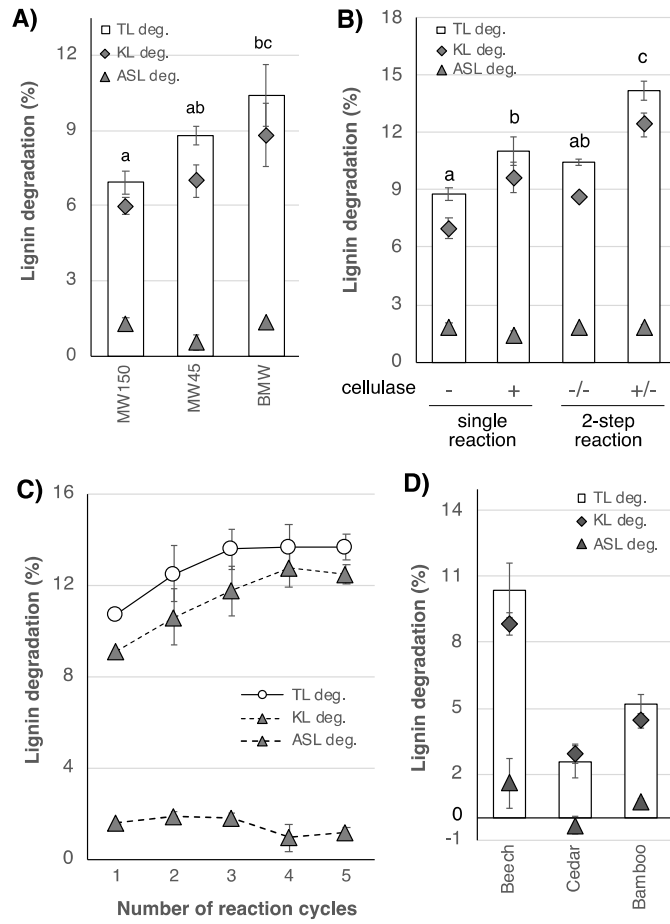 A)
Lignin degradation (%)
12
9
6
3
0
TL deg.
KL deg.
ASL deg.
a
ab
bc
MW150
MW45
BMW
B)
Lignin degradation (%)
18
15
12
9
6
3
0
TL deg.
KL deg.
ASL deg.
a
b
ab
c
cellulase - + -/- +/-
single reaction
2-step reaction
C)
Lignin degradation (%)
16
12
8
4
0
TL deg.
KL deg.
ASL deg.
1 2 3 4 5
Number of reaction cycles
D)
Lignin degradation (%)
14
11
8
5
2
0
-1
TL deg.
KL deg.
ASL deg.
Beech
Cedar
Bamboo